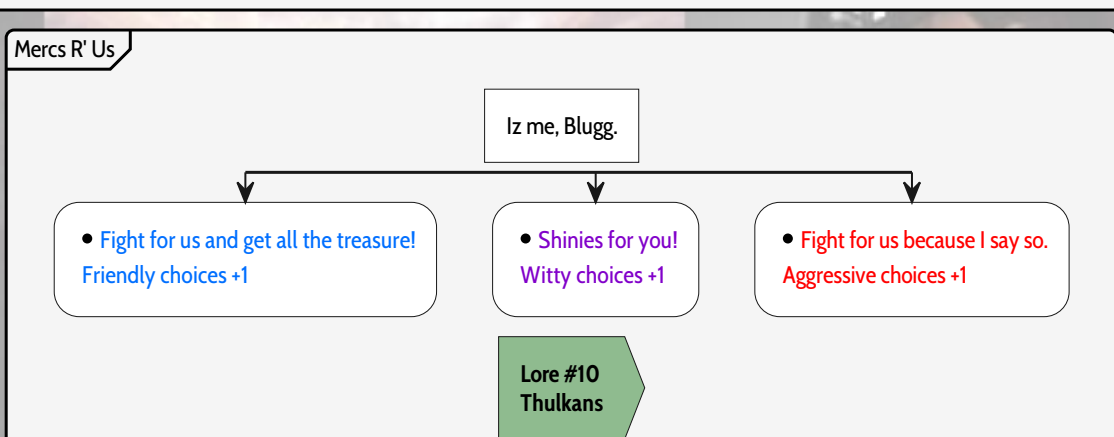 Mercs R' Us
Iz me, Blugg.
• Fight for us and get all the treasure!
Friendly choices +1
• Shinies for you!
Witty choices +1
• Fight for us because I say so.
Aggressive choices +1
Lore #10
Thulkans